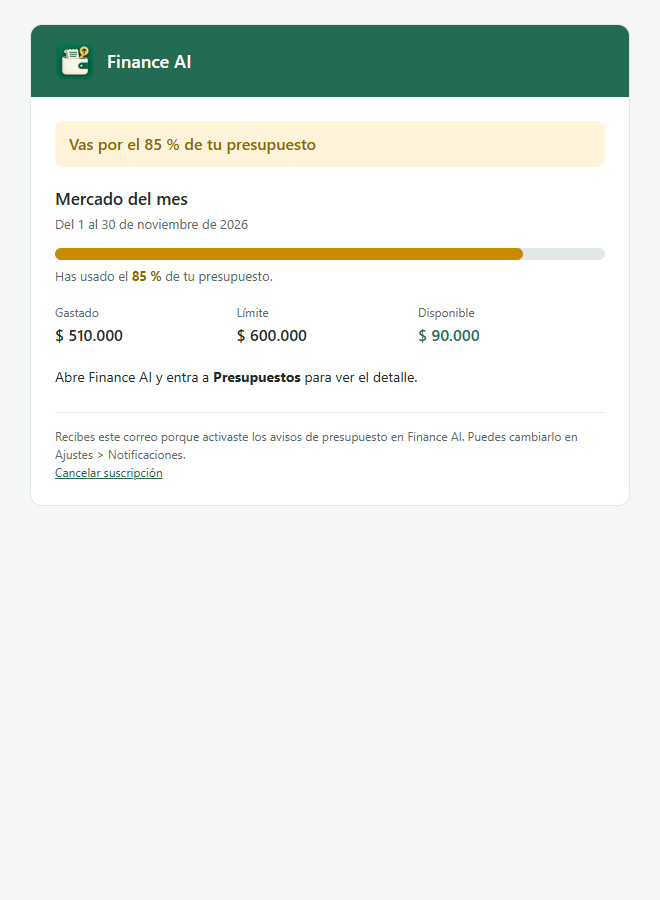 Finance AI
Vas por el 85 % de tu presupuesto
Mercado del mes
Del 1 al 30 de noviembre de 2026
Has usado el 85 % de tu presupuesto.
Gastado Límite Disponible
$ 510.000 $ 600.000 $ 90.000
Abre Finance AI y entra a Presupuestos para ver el detalle.
Recibes este correo porque activaste los avisos de presupuesto en Finance AI. Puedes cambiarlo en
Ajustes > Notificaciones.
Cancelar suscripción